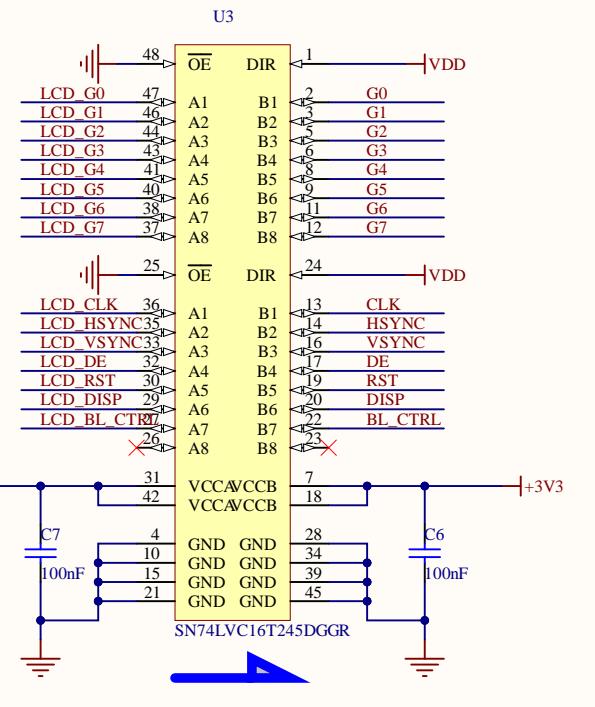 U3
48 OE DIR 1 VDD
LCD_G0 47 A1 B1 2 G0
LCD_G1 46 A2 B2 3 G1
LCD_G2 44 A3 B3 5 G2
LCD_G3 43 A4 B4 6 G3
LCD_G4 41 A5 B5 8 G4
LCD_G5 40 A6 B6 9 G5
LCD_G6 38 A7 B7 11 G6
LCD_G7 37 A8 B8 12 G7
25 OE DIR 24 VDD
LCD_CLK 36 A1 B1 13 CLK
LCD_HSYNC 35 A2 B2 14 HSYNC
LCD_VSYNC 33 A3 B3 16 VSYNC
LCD_DE 32 A4 B4 17 DE
LCD_RST 30 A5 B5 19 RST
LCD_DISP 29 A6 B6 20 DISP
LCD_BL_CTRL 27 A7 B7 22 BL_CTRL
26 A8 B8 23
31 VCCA VCCB 7 +3V3
42 VCCA VCCB 18
C7 4 GND GND 28 C6
10 GND GND 34
100nF 15 GND GND 39 100nF
21 GND GND 45
SN74LVC16T245DGGR